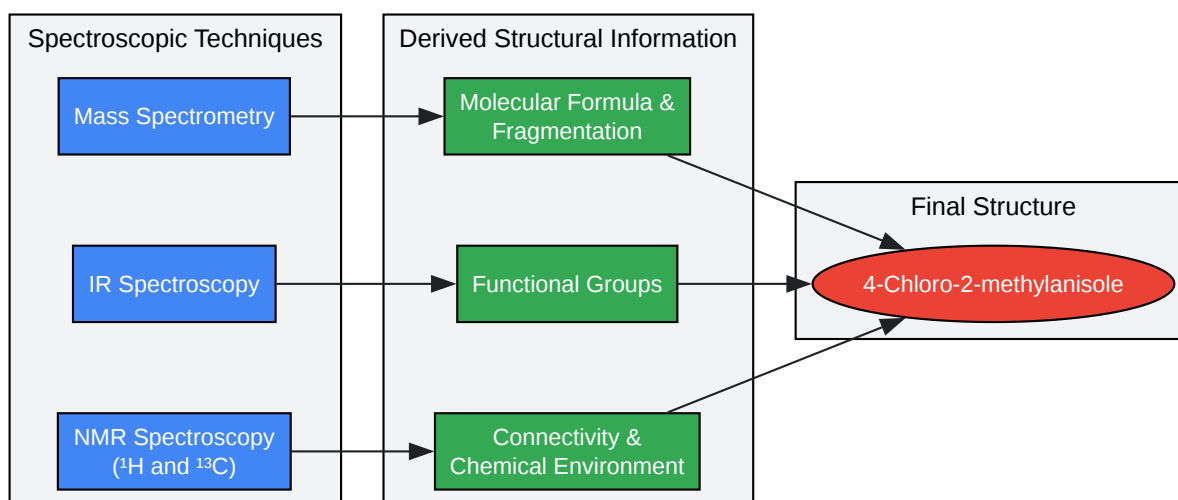 Spectroscopic Techniques
Mass Spectrometry
IR Spectroscopy
NMR Spectroscopy
(¹H and ¹³C)
Derived Structural Information
Molecular Formula &
Fragmentation
Functional Groups
Connectivity &
Chemical Environment
Final Structure
4-Chloro-2-methylanisole